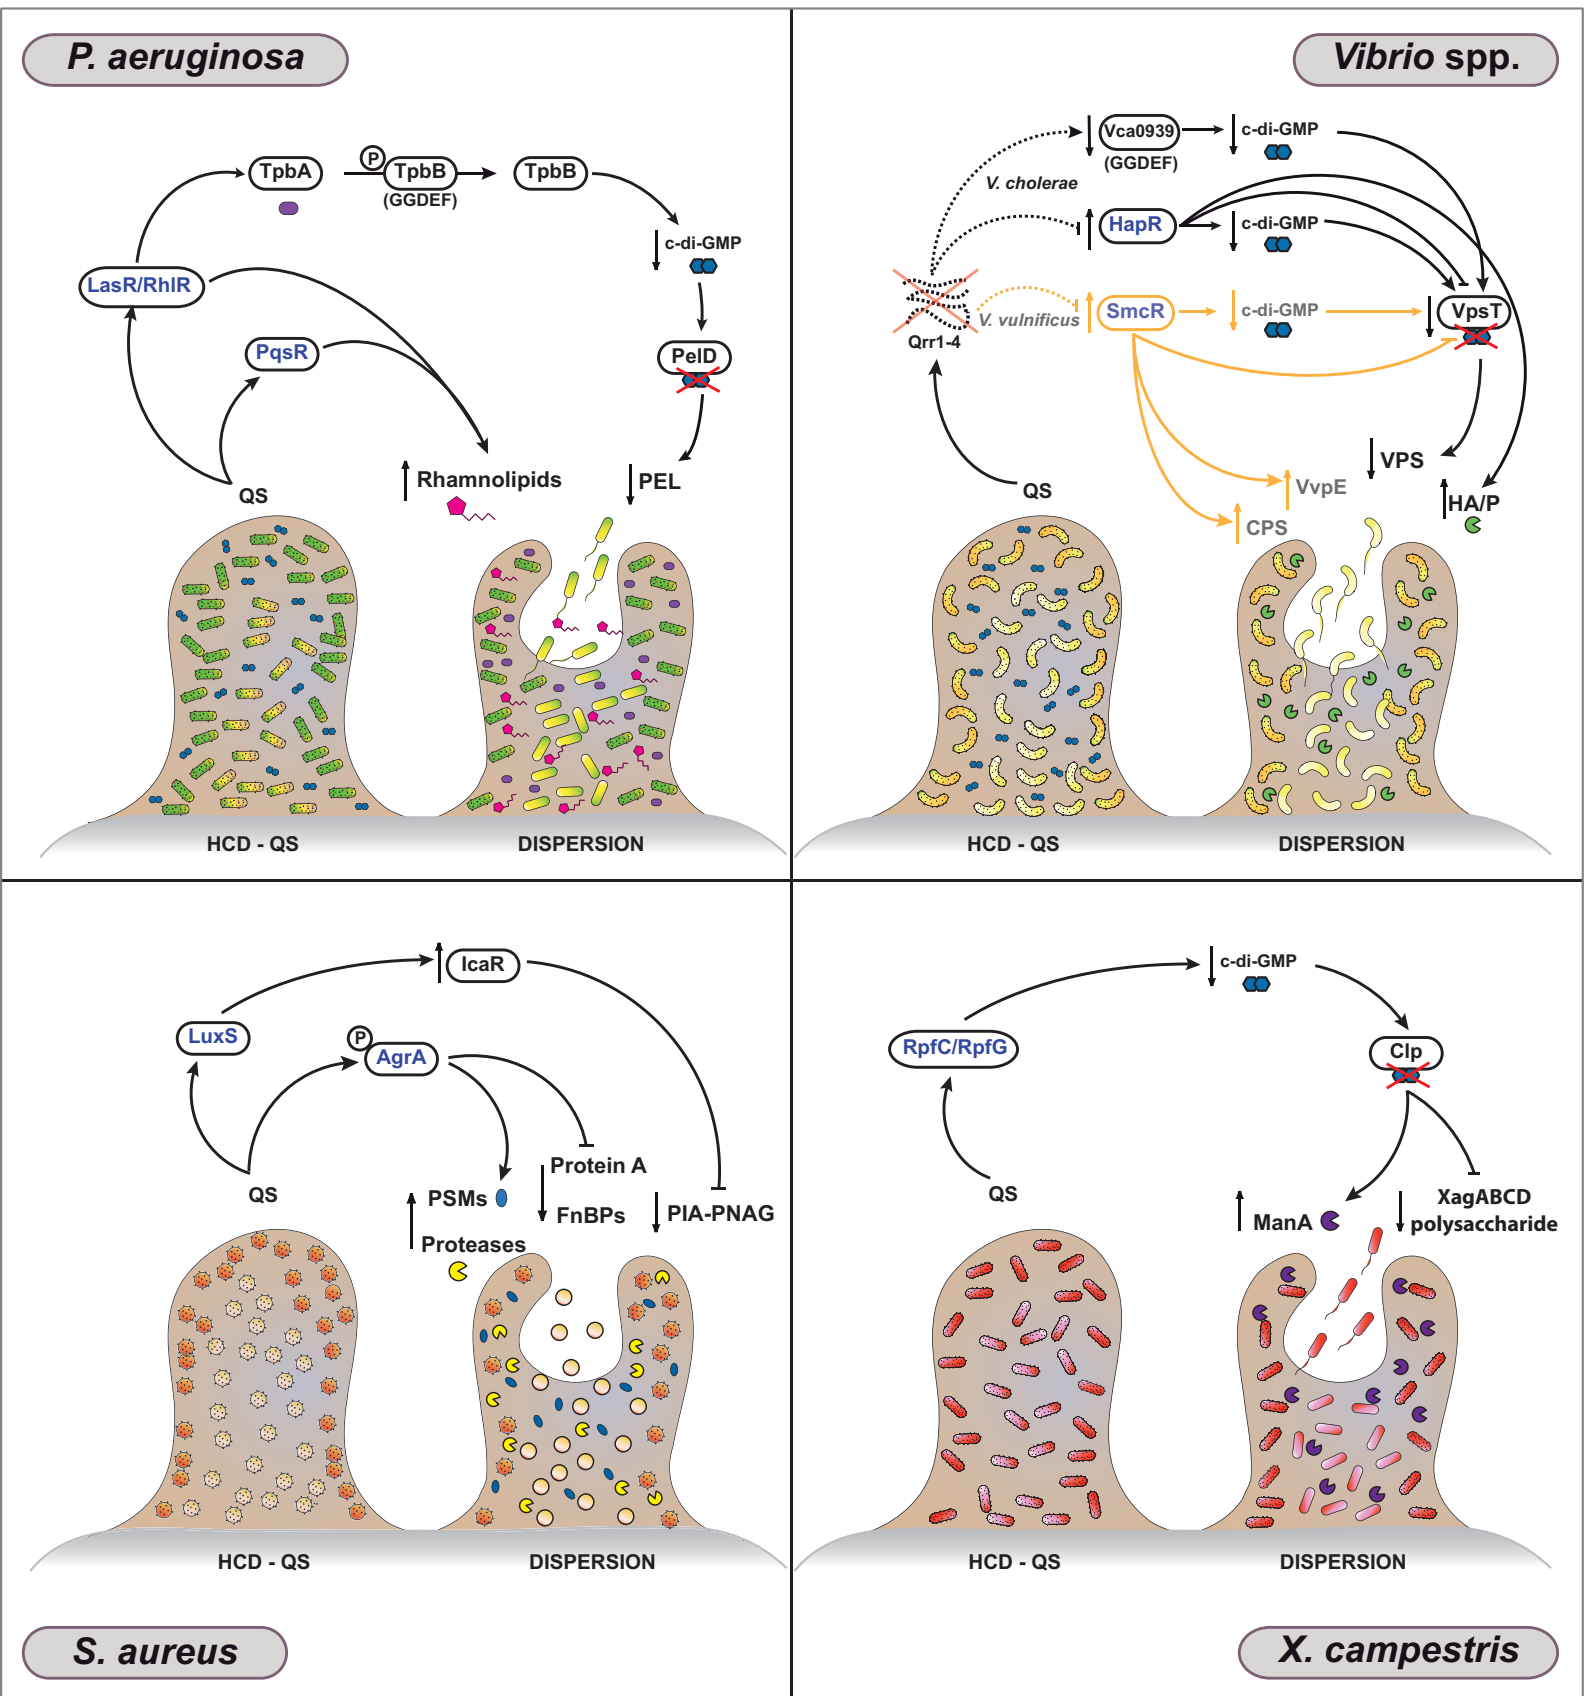 P. aeruginosa
TpbA
P
TpbB
(GGDEF)
TpbB
c-di-GMP
LasR/RhlR
PqsR
PelD
Rhamnolipids
PEL
QS
HCD - QS
DISPERSION
Vibrio spp.
Vca0939
(GGDEF)
c-di-GMP
V. cholerae
HapR
c-di-GMP
SmcR
c-di-GMP
VpsT
V. vulnificus
Qrr1-4
VPS
QS
VvpE
HA/P
CPS
HCD - QS
DISPERSION
IcaR
LuxS
P
AgrA
Protein A
QS
PSMs
FnBPs
PIA-PNAG
Proteases
HCD - QS
DISPERSION
S. aureus
c-di-GMP
RpfC/RpfG
Clp
QS
ManA
XagABCD
polysaccharide
HCD - QS
DISPERSION
X. campestris